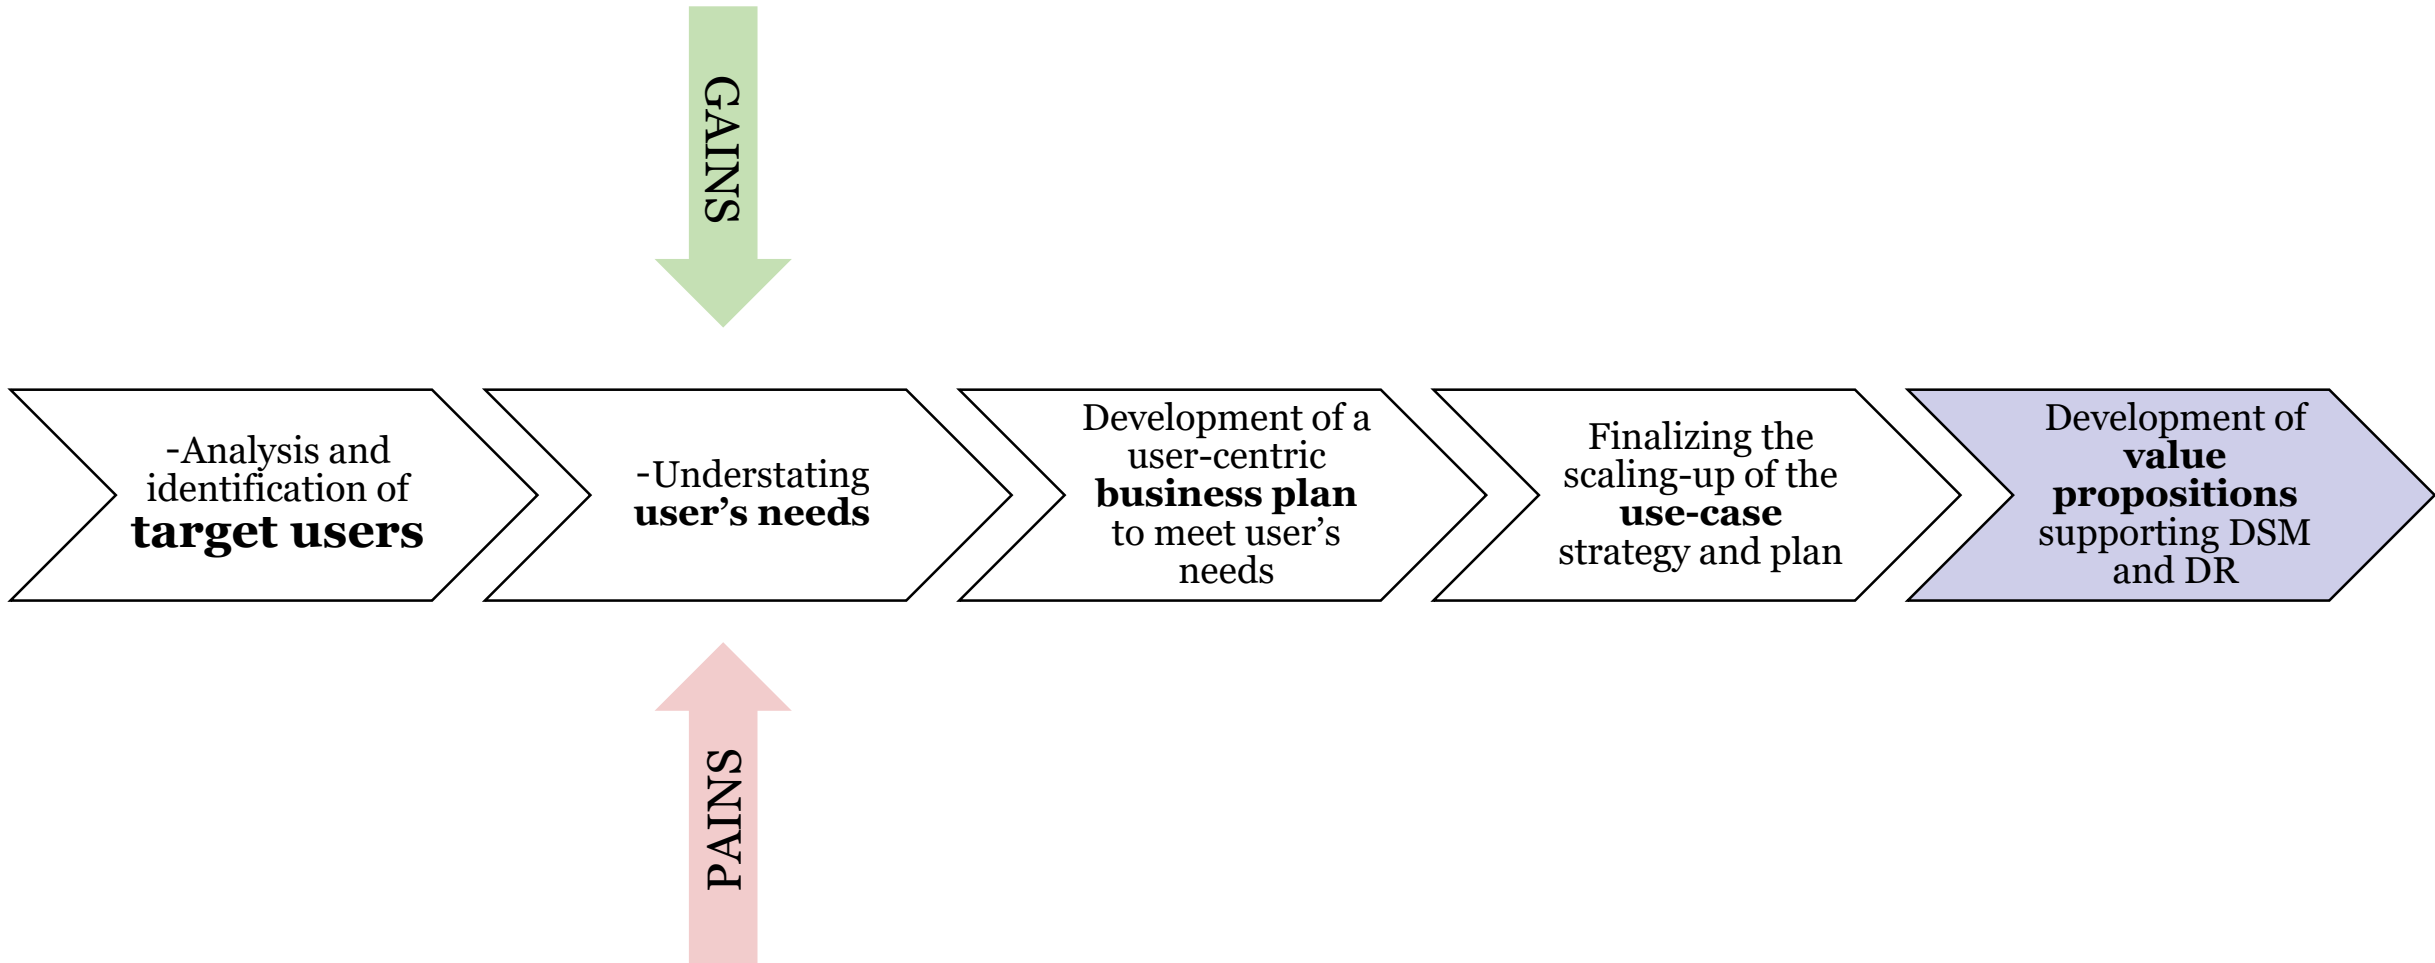 GAINS
-Analysis and
identification of
target users
-Understating
user’s needs
Development of a
user-centric
business plan
to meet user’s
needs
Finalizing the
scaling-up of the
use-case
strategy and plan
Development of
value
propositions
supporting DSM
and DR
PAINS